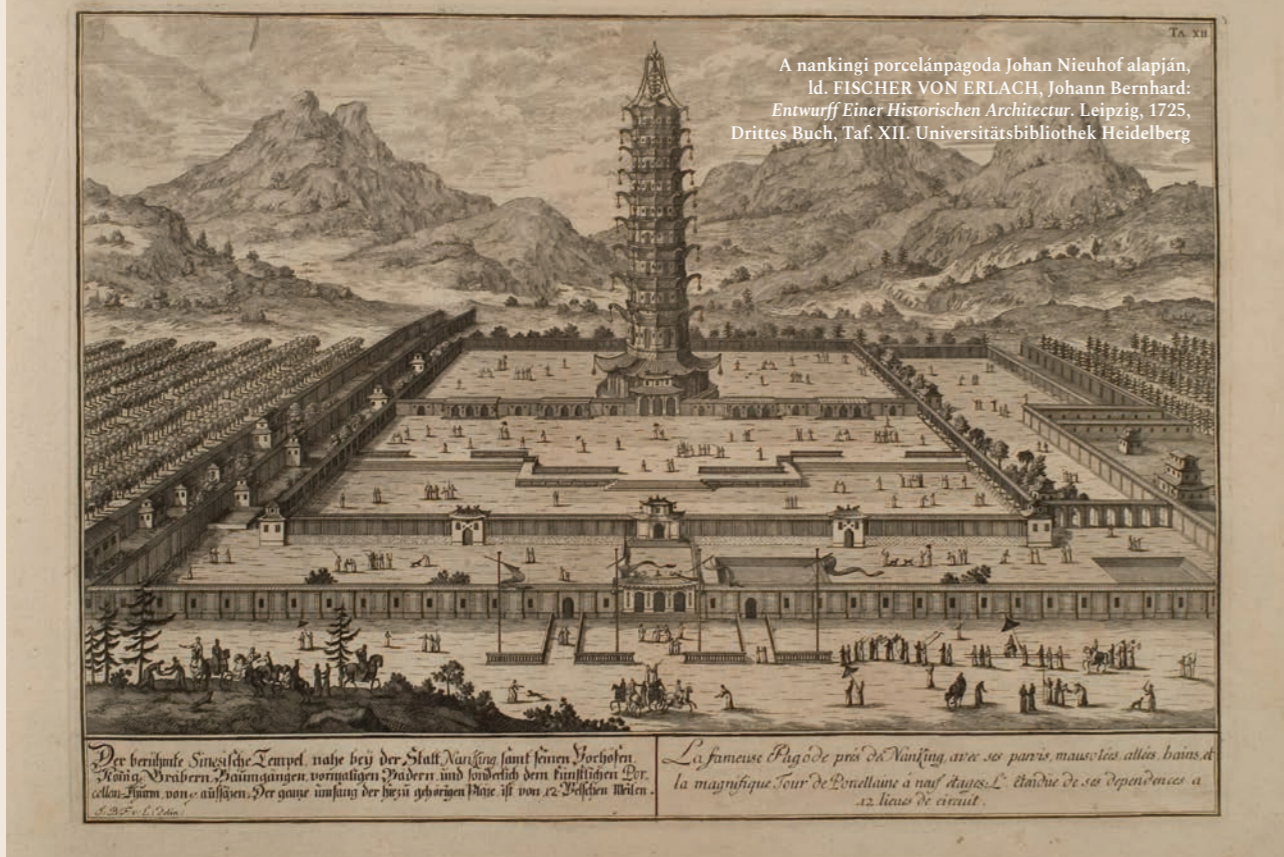 TA. XII
A nankingi porcelánpagoda Johan Nieuhof alapján,
ld. FISCHER VON ERLACH, Johann Bernhard:
Entwurff Einer Historischen Architectur. Leipzig, 1725,
Drittes Buch, Taf. XII. Universitätsbibliothek Heidelberg
Der berühmte Sinesische Tempel, nahe bey der Statt Nanking, samt seinen Vorhöfen,
König Gräbern, Baumgängen, vormaligen Bädern, und sonderlich dem künstlichen Por-
cellan-Thurm, von 9 aufsäzen. Der ganze umfang der hiezu gehörigen Pläze, ist von 12 Welschen Meilen.
La fameuse Pagode près de Nanking, avec ses parvis, mausolées, allées, bains, et
la magnifique Tour de Porcellaine à neuf étages. L'étendue de ses dependences a
12 lieues de circuit.